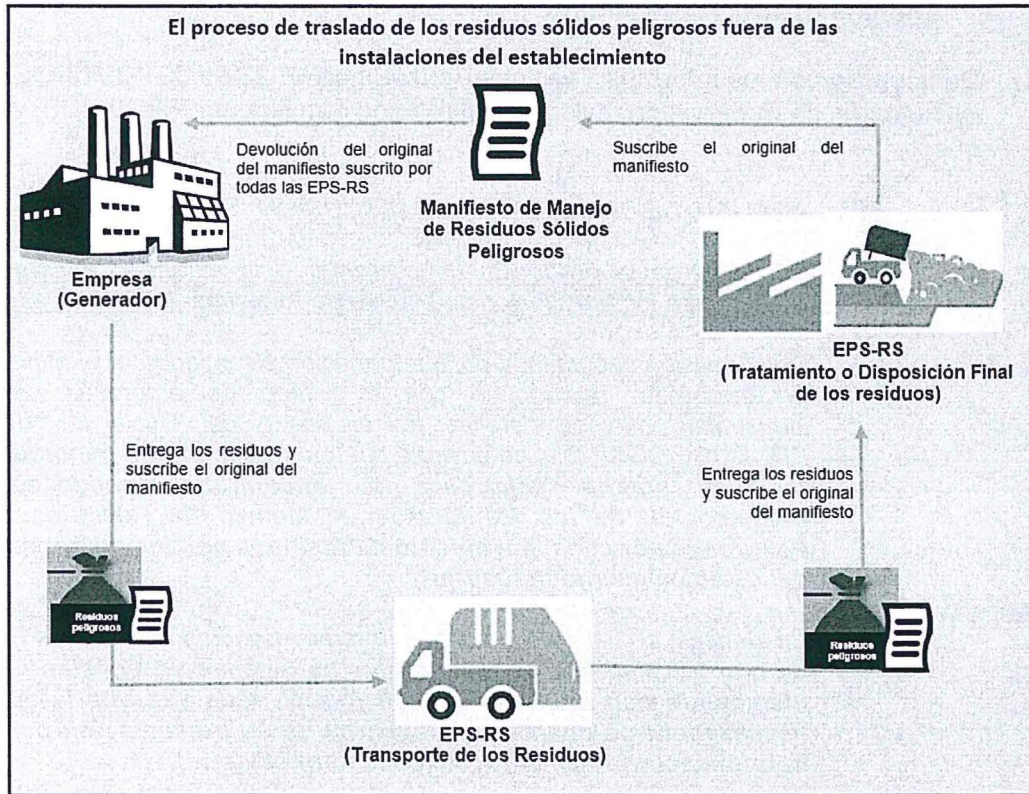 El proceso de traslado de los residuos sólidos peligrosos fuera de las
instalaciones del establecimiento
Devolución del original
del manifiesto suscrito por
todas las EPS-RS
Suscribe el original del
manifiesto
Manifiesto de Manejo
de Residuos Sólidos
Peligrosos
Empresa
(Generador)
EPS-RS
(Tratamiento o Disposición Final
de los residuos)
Entrega los residuos y
suscribe el original del
manifiesto
Entrega los residuos
y suscribe el original
del manifiesto
Residuos
peligrosos
Residuos
peligrosos
EPS-RS
(Transporte de los Residuos)